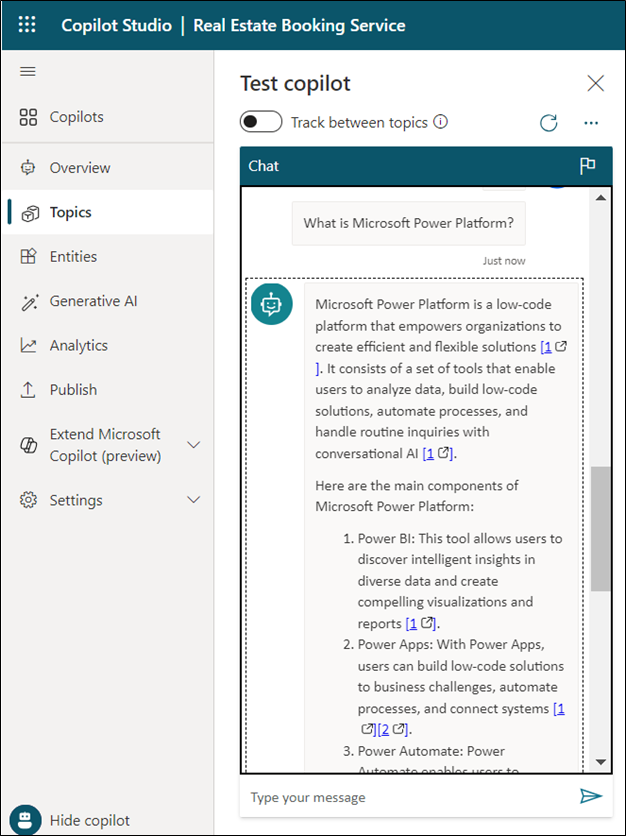 Copilot Studio | Real Estate Booking Service
Copilots
Overview
Topics
Entities
Generative AI
Analytics
Publish
Extend Microsoft
Copilot (preview)
Settings
Hide copilot
Test copilot
Track between topics
Chat
What is Microsoft Power Platform?
Just now
Microsoft Power Platform is a low-code
platform that empowers organizations to
create efficient and flexible solutions [1
]. It consists of a set of tools that enable
users to analyze data, build low-code
solutions, automate processes, and
handle routine inquiries with
conversational AI [1].
Here are the main components of
Microsoft Power Platform:
1. Power BI: This tool allows users to
discover intelligent insights in
diverse data and create
compelling visualizations and
reports [1].
2. Power Apps: With Power Apps,
users can build low-code solutions
to business challenges, automate
processes, and connect systems [1
][2].
3. Power Automate: Power
Automate enables users to
Type your message